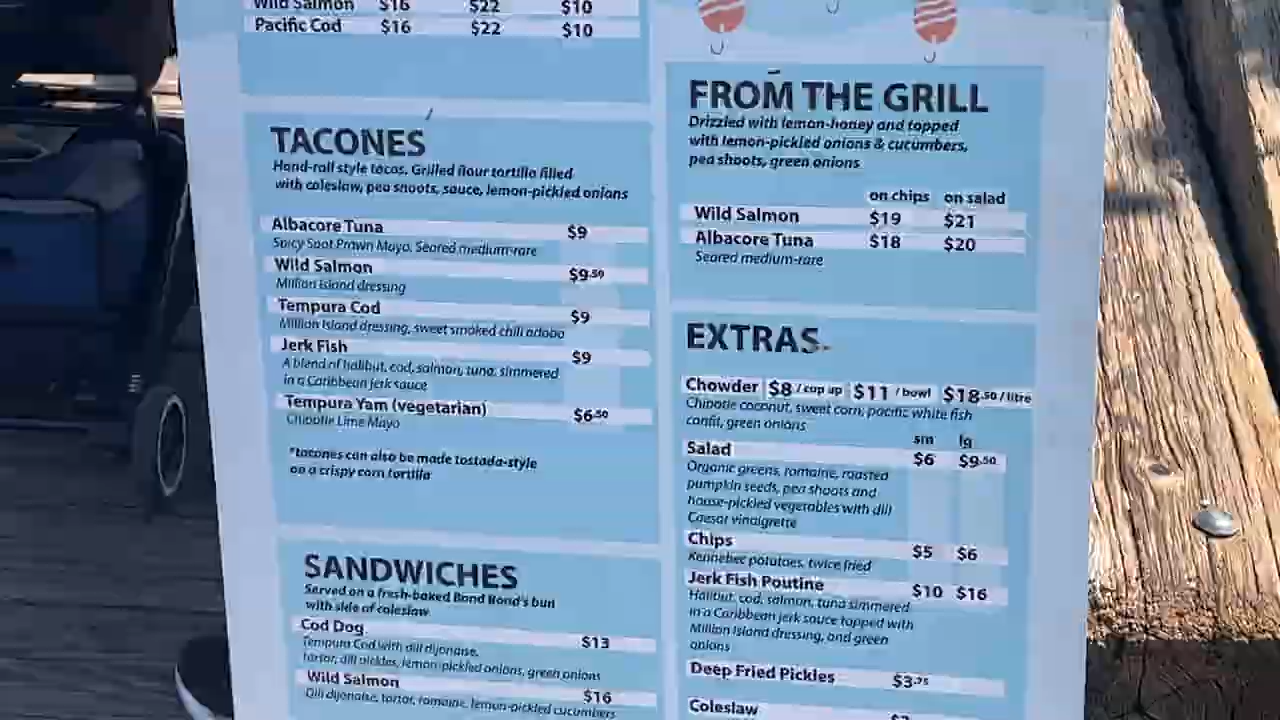 Wild Salmon $16 $22 $10
Pacific Cod $16 $22 $10
TACONES
Hand-roll style tacos. Grilled flour tortilla filled
with coleslaw, pea shoots, sauce, lemon-pickled onions
Albacore Tuna $9
Spicy Spot Prawn Mayo, Seared medium-rare
Wild Salmon $9.50
Million Island dressing
Tempura Cod $9
Million Island dressing, sweet smoked chili adobo
Jerk Fish $9
A blend of halibut, cod, salmon, tuna, simmered
in a Caribbean jerk sauce
Tempura Yam (vegetarian) $6.50
Chipotle Lime Mayo
*tacones can also be made tostada-style
on a crispy corn tortilla
SANDWICHES
Served on a fresh-baked Bond Bond's bun
with side of coleslaw
Cod Dog $13
Tempura Cod with dill dijonaise,
tartar, dill pickles, lemon-pickled onions, green onions
Wild Salmon $16
Dill dijonaise, tartar, romaine, lemon-pickled cucumbers
FROM THE GRILL
Drizzled with lemon-honey and topped
with lemon-pickled onions & cucumbers,
pea shoots, green onions
on chips on salad
Wild Salmon $19 $21
Albacore Tuna $18 $20
Seared medium-rare
EXTRAS
Chowder $8 / cup up $11 / bowl $18.50 / litre
Chipotle coconut, sweet corn, pacific white fish
confit, green onions
sm lg
Salad $6 $9.50
Organic greens, romaine, roasted
pumpkin seeds, pea shoots and
house-pickled vegetables with dill
Caesar vinaigrette
Chips $5 $6
Kennebec potatoes, twice fried
Jerk Fish Poutine $10 $16
Halibut, cod, salmon, tuna simmered
in a Caribbean jerk sauce topped with
Million Island dressing, and green
onions
Deep Fried Pickles $3.75
Coleslaw